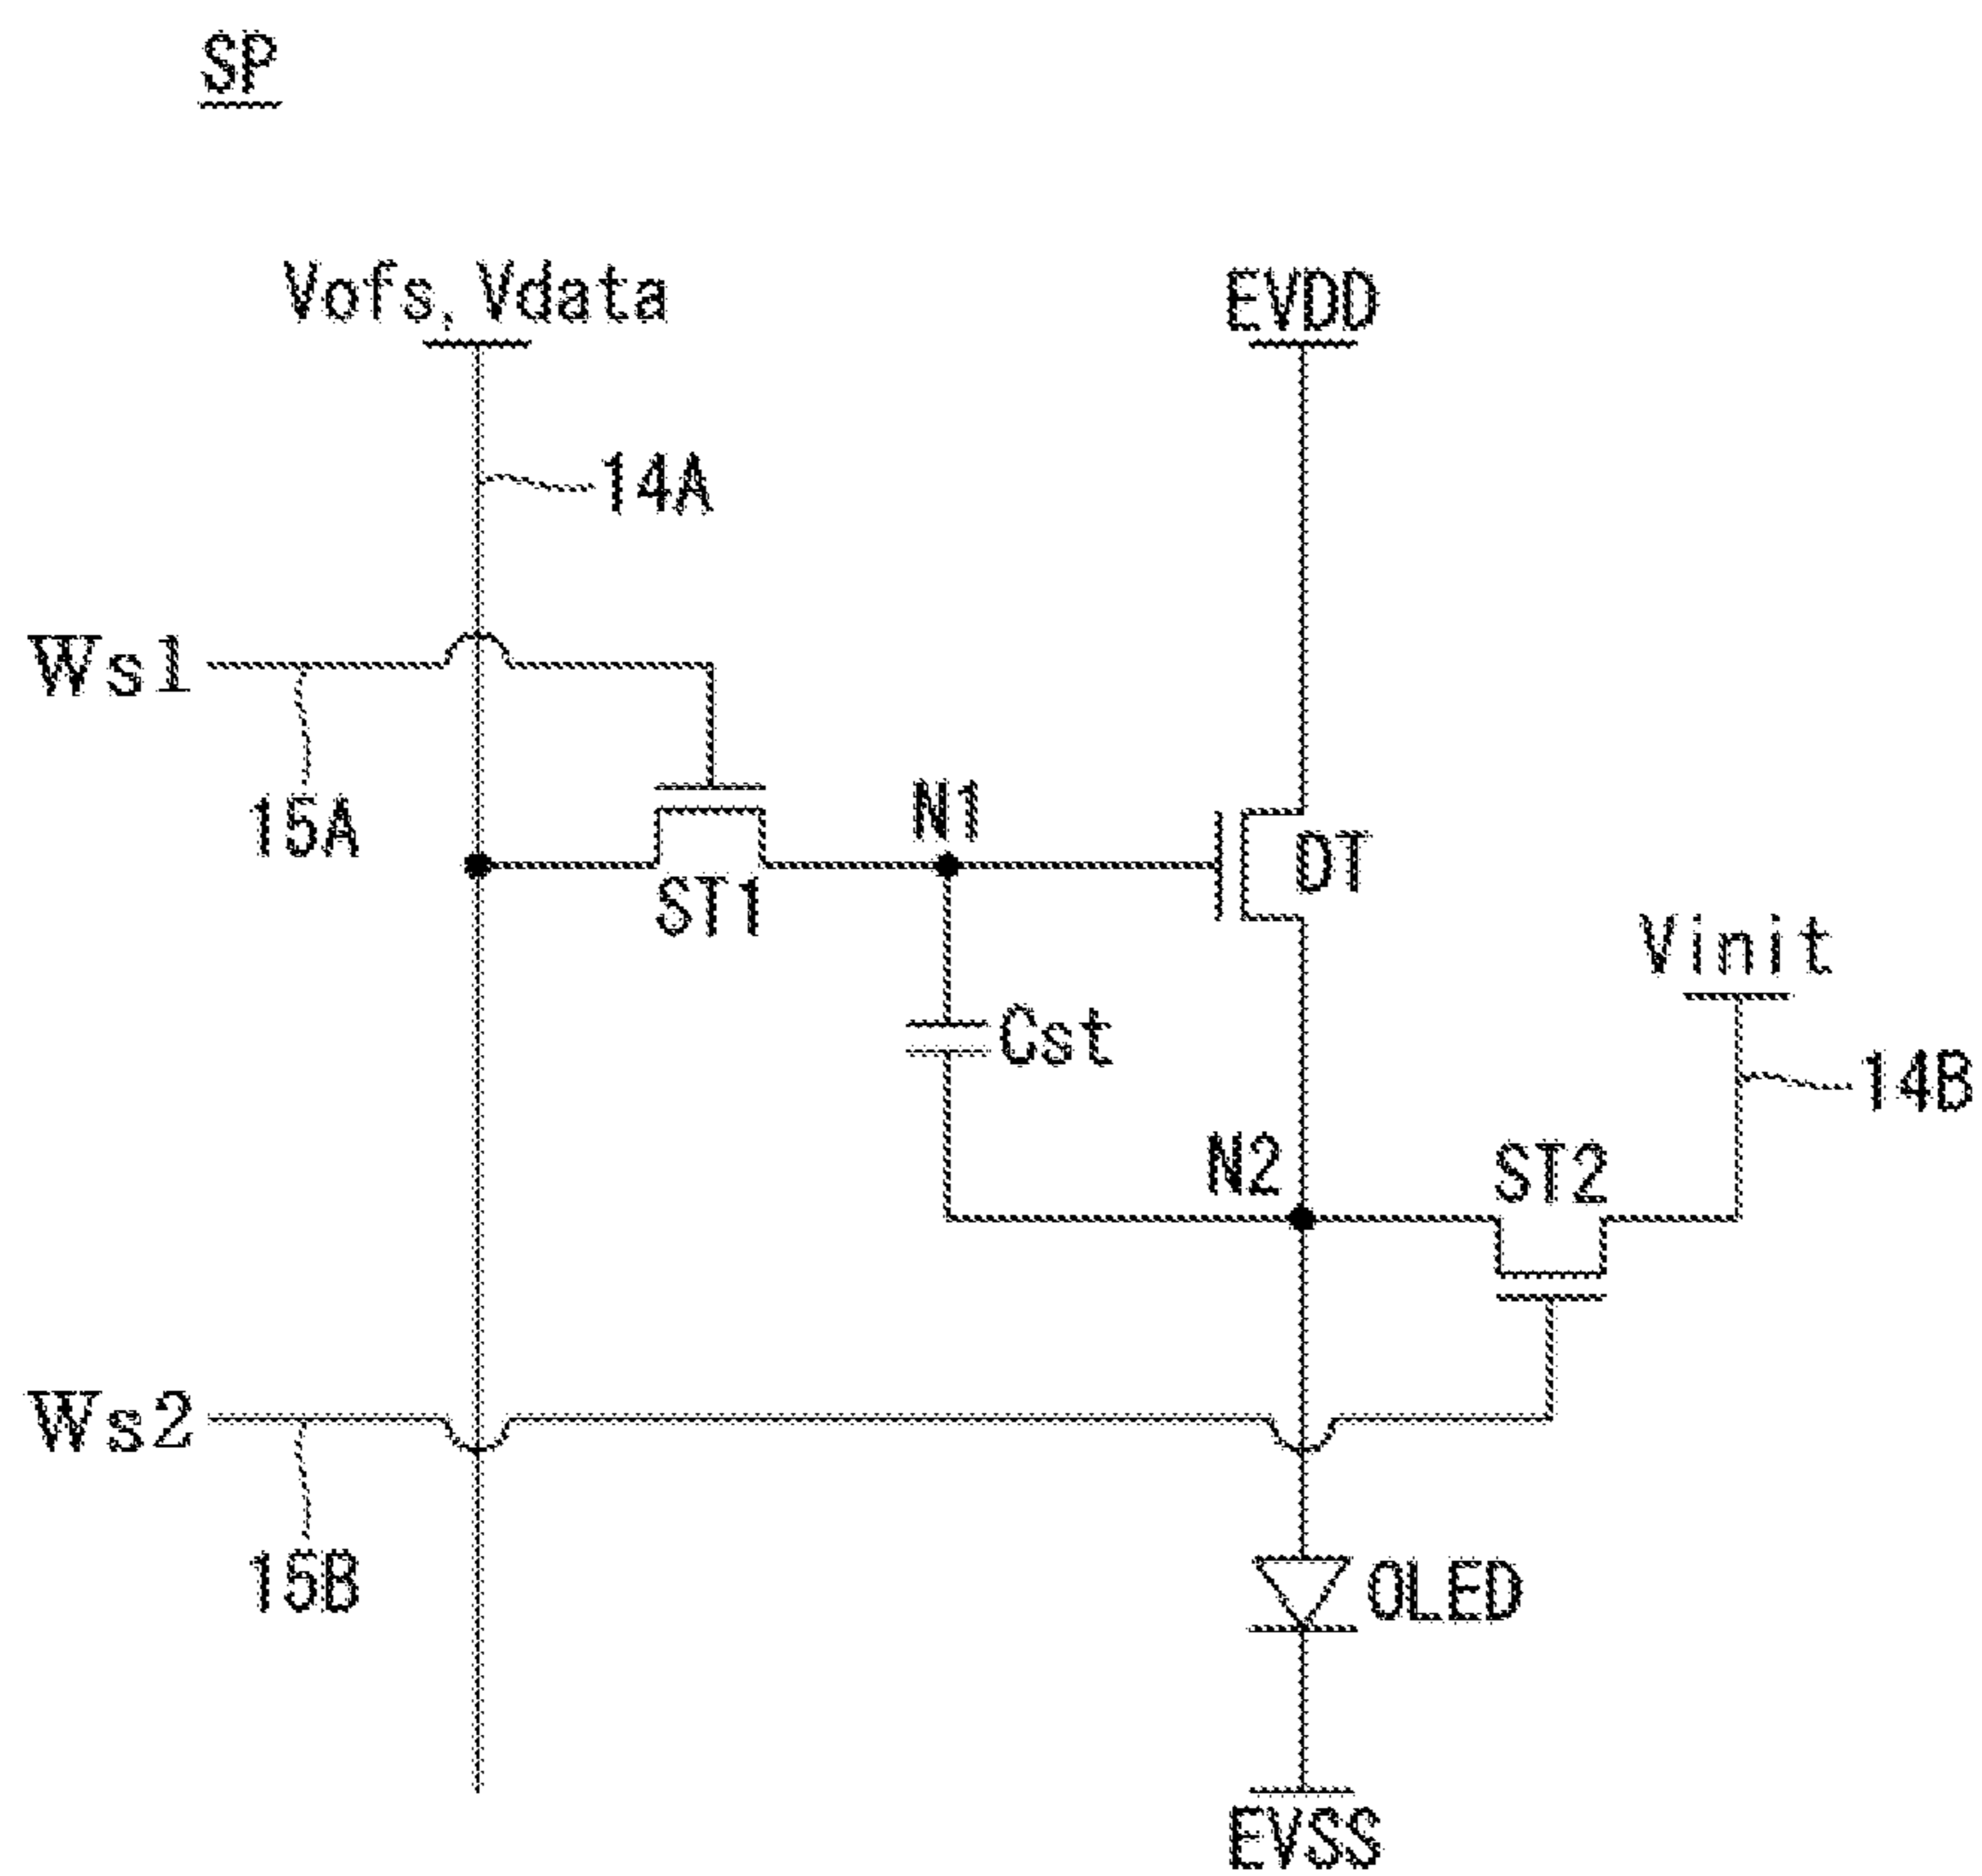 SP
Vofs,Vdata
EVDD
14A
Ws1
15A
N1
DT
ST1
Vinit
Cst
14B
N2
ST2
Ws2
15B
OLED
EVSS